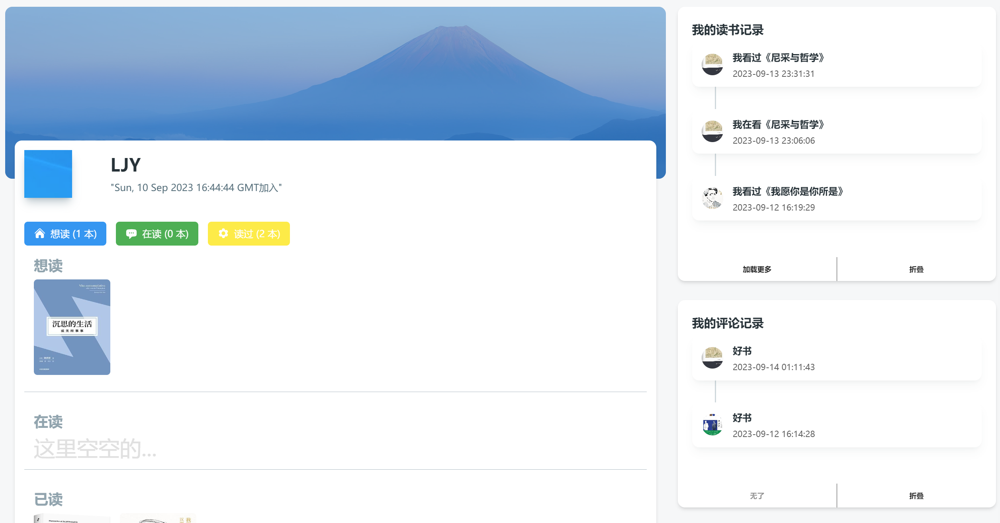 LJY
"Sun, 10 Sep 2023 16:44:44 GMT加入"
想读 (1 本)
在读 (0 本)
读过 (2 本)
想读
Vita contemplativa
沉思的生活
或无所事事
在读
这里空空的...
已读
Nietzsche et la philosophie
我
汉
我的读书记录
我看过《尼采与哲学》
2023-09-13 23:31:31
我在看《尼采与哲学》
2023-09-13 23:06:06
我看过《我愿你是你所是》
2023-09-12 16:19:29
加载更多
折叠
我的评论记录
好书
2023-09-14 01:11:43
好书
2023-09-12 16:14:28
无了
折叠